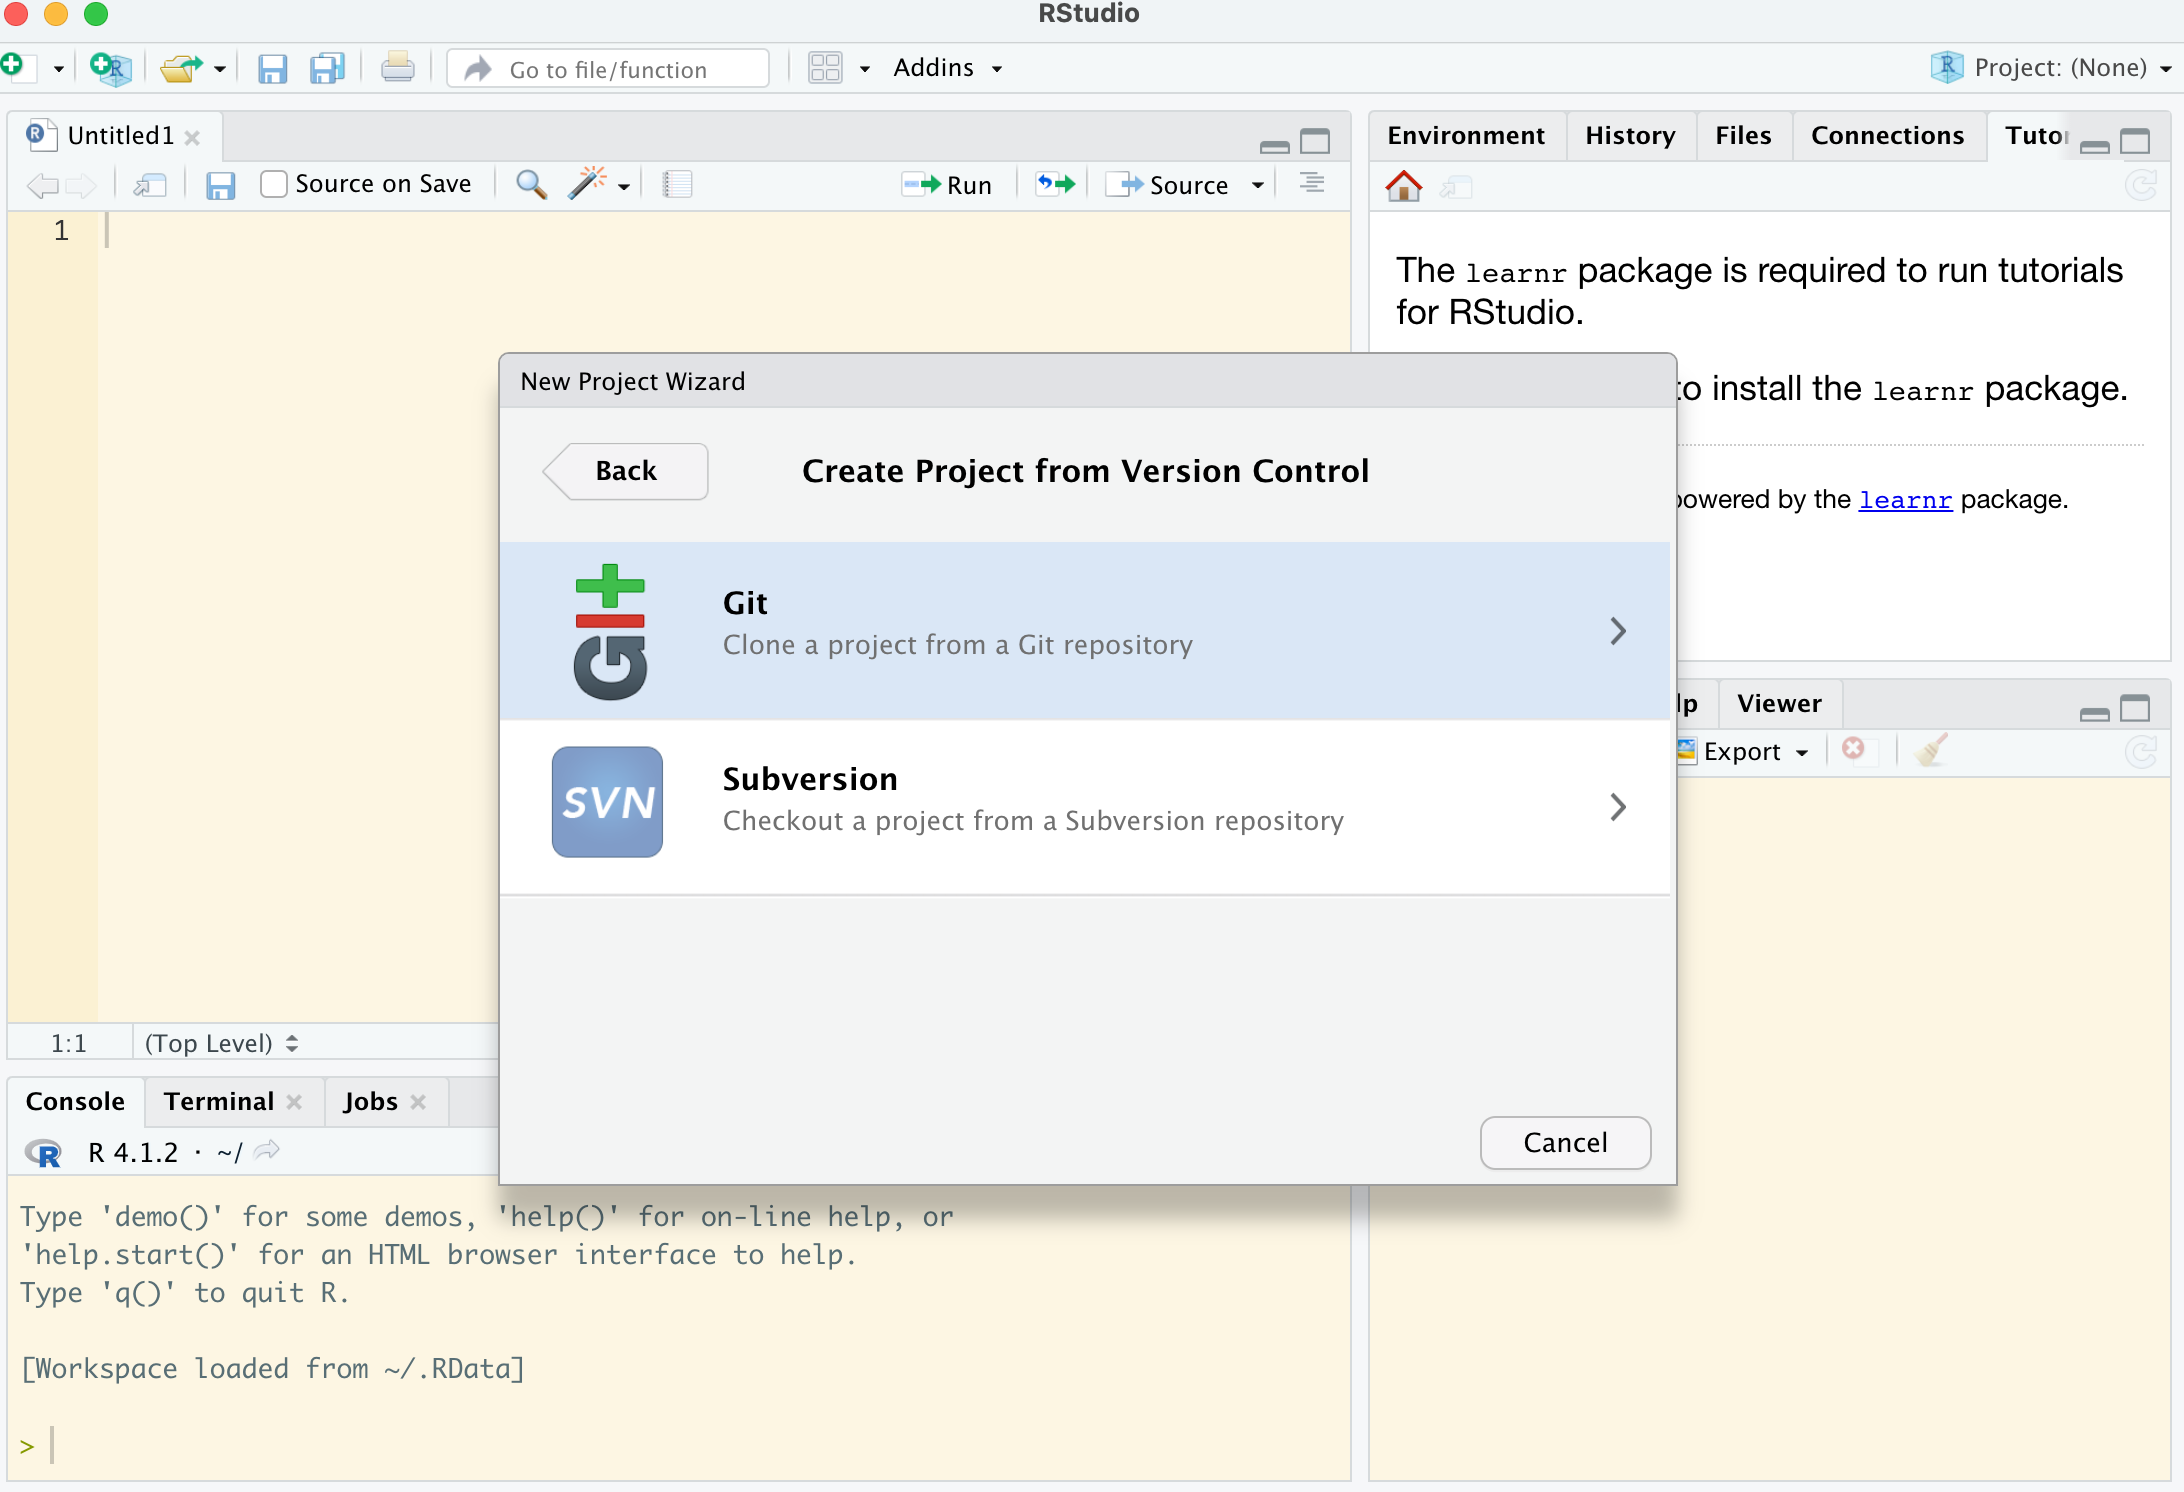 RStudio
Go to file/function
Addins
Project: (None)
Untitled1
Source on Save
Run
Source
1
1:1
(Top Level)
Environment
History
Files
Connections
The learnr package is required to run tutorials
for RStudio.
to install the learnr package.
powered by the learnr package.
New Project Wizard
Back
Create Project from Version Control
Git
Clone a project from a Git repository
SVN
Subversion
Checkout a project from a Subversion repository
Cancel
Viewer
Export
Console
Terminal
Jobs
R 4.1.2 · ~/
Type 'demo()' for some demos, 'help()' for on-line help, or
'help.start()' for an HTML browser interface to help.
Type 'q()' to quit R.
[Workspace loaded from ~/.RData]
>